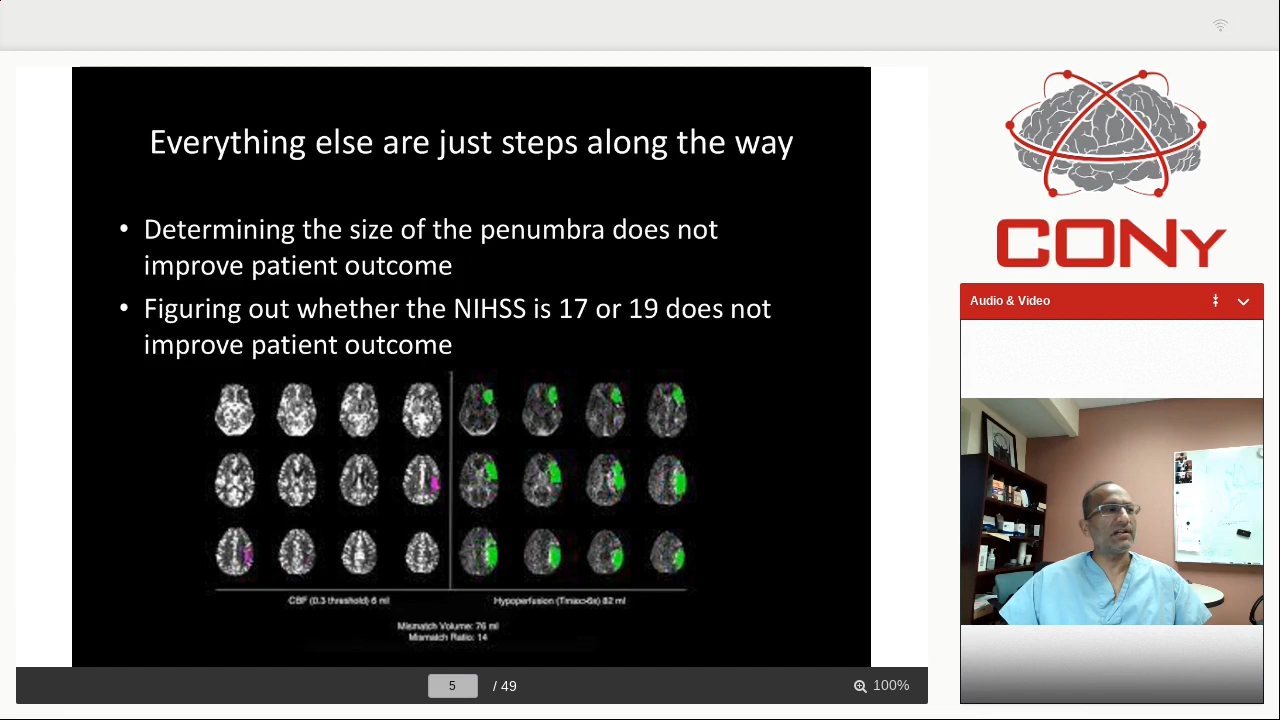 Everything else are just steps along the way
• Determining the size of the penumbra does not
improve patient outcome
• Figuring out whether the NIHSS is 17 or 19 does not
improve patient outcome
CBF (0.3 threshold) 6 ml
Hypoperfusion (Tmax>6s) 82 ml
Mismatch Volume: 76 ml
Mismatch Ratio: 14
5 / 49
100%
CONy
Audio & Video